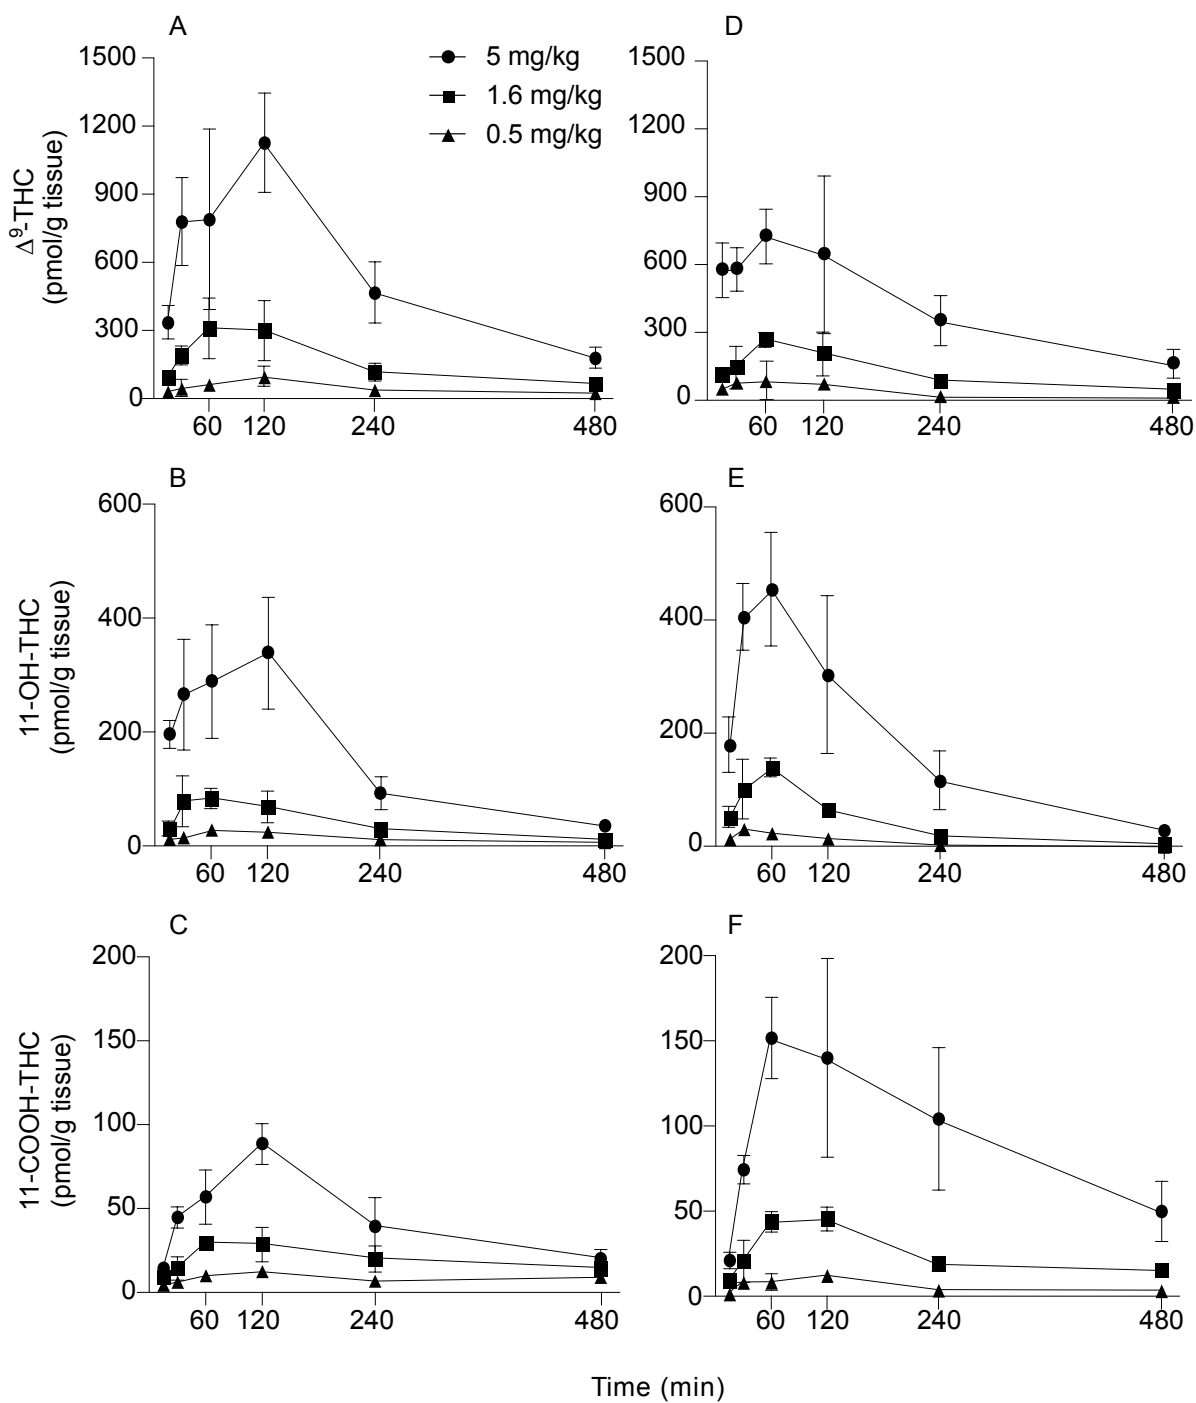 A
1500
1200
900
600
300
0
Δ⁹-THC
(pmol/g tissue)
60 120 240 480
5 mg/kg
1.6 mg/kg
0.5 mg/kg
D
1500
1200
900
600
300
0
60 120 240 480
B
600
400
200
0
11-OH-THC
(pmol/g tissue)
60 120 240 480
E
600
400
200
0
60 120 240 480
C
200
150
100
50
0
11-COOH-THC
(pmol/g tissue)
60 120 240 480
F
200
150
100
50
0
60 120 240 480
Time (min)